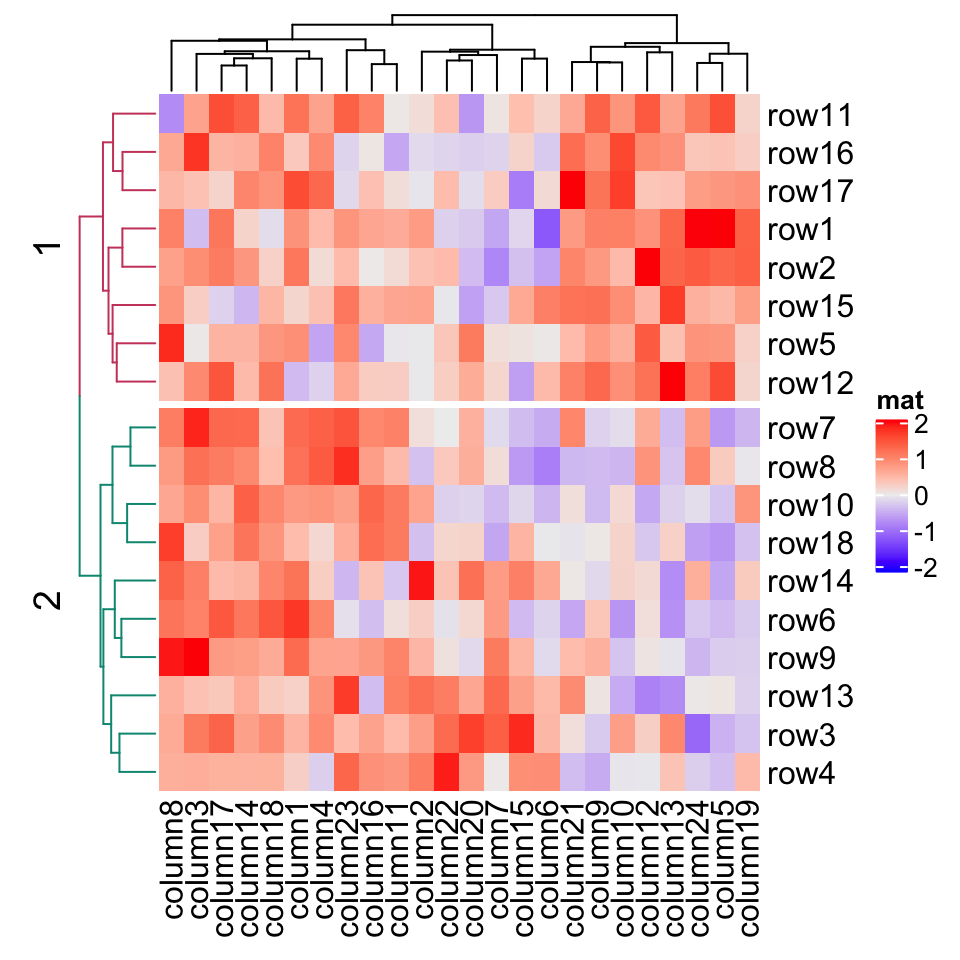 1
2
row11
row16
row17
row1
row2
row15
row5
row12
row7
row8
row10
row18
row14
row6
row9
row13
row3
row4
mat
2
1
0
-1
-2
column8
column3
column17
column14
column18
column1
column4
column23
column16
column11
column2
column22
column20
column7
column15
column6
column21
column9
column10
column12
column13
column24
column5
column19